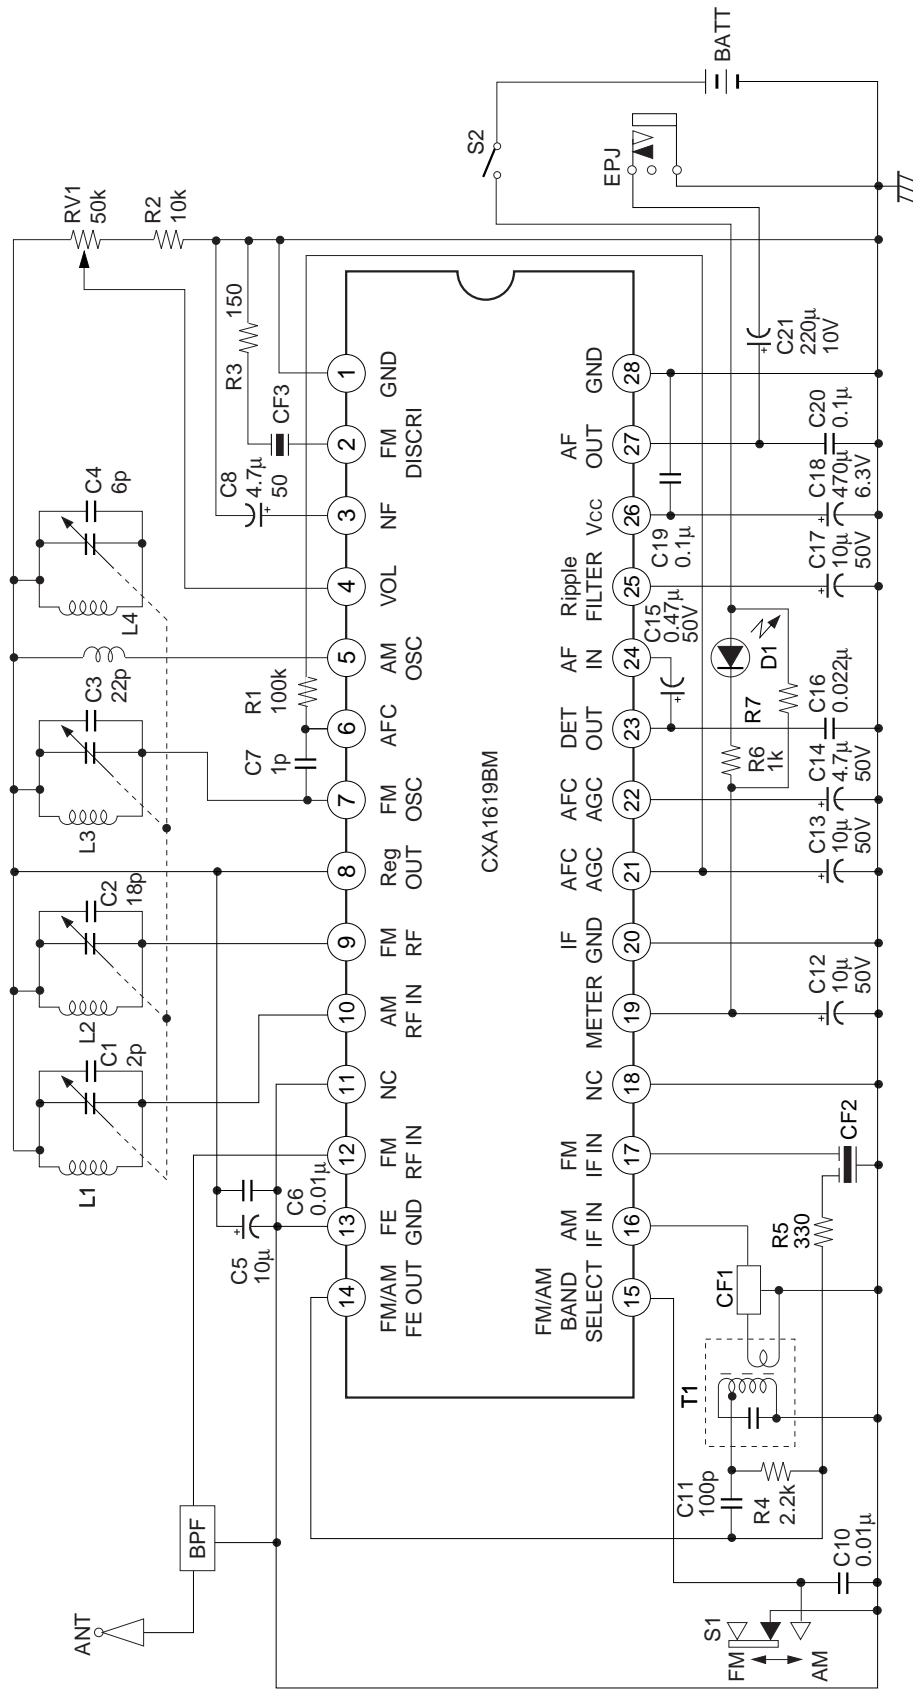 ANT
BPF
L1
C1
2p
L2
C2
18p
L3
C3
22p
L4
C4
6p
RV1
50k
R2
10k
C5
10µ
C6
0.01µ
C7
1p
R1
100k
C8
4.7µ
50
R3
150
CF3
14
FM/AM
FE OUT
13
FE
GND
12
FM
RF IN
11
NC
10
AM
RF IN
9
FM
RF
8
Reg
OUT
7
FM
OSC
6
AFC
5
AM
OSC
4
VOL
3
NF
2
FM
DISCRI
1
GND
CXA1619BM
FM/AM
BAND
SELECT
15
AM
IF IN
16
FM
IF IN
17
NC
18
METER
19
IF
GND
20
AFC
AGC
21
AFC
AGC
22
DET
OUT
23
AF
IN
24
Ripple
FILTER
25
Vcc
26
AF
OUT
27
GND
28
S1
FM
AM
C10
0.01µ
C11
100p
R4
2.2k
T1
CF1
R5
330
CF2
C12
10µ
50V
C13
10µ
50V
C14
4.7µ
50V
R6
1k
R7
D1
C16
0.022µ
C15
0.47µ
50V
C19
0.1µ
C17
10µ
50V
C18
470µ
6.3V
C20
0.1µ
C21
220µ
10V
S2
EPJ
BATT